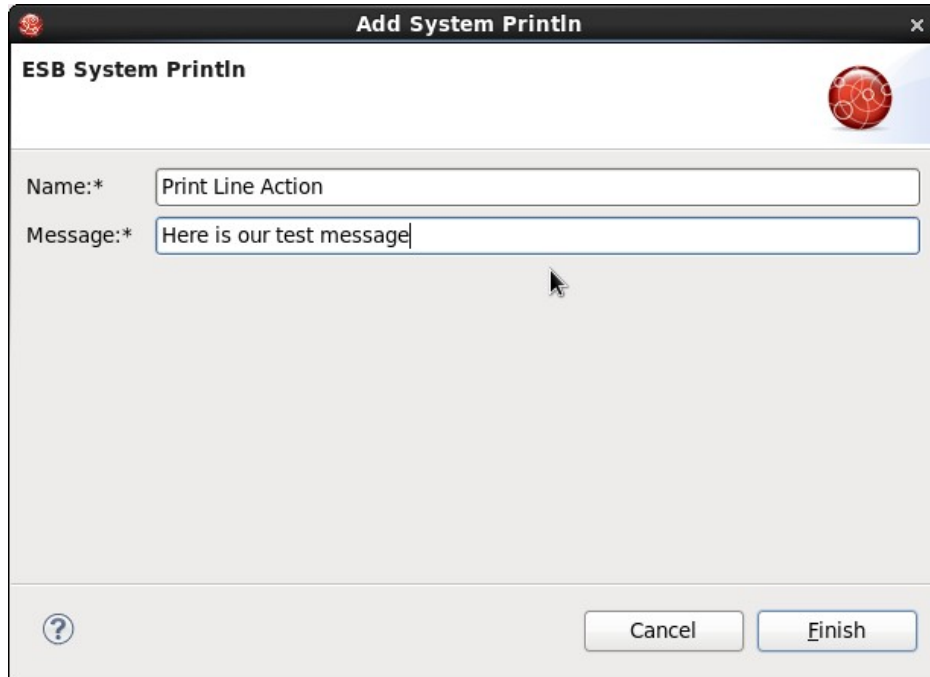 Add System Println
ESB System Println
Name:* Print Line Action
Message:* Here is our test message
? Cancel Finish